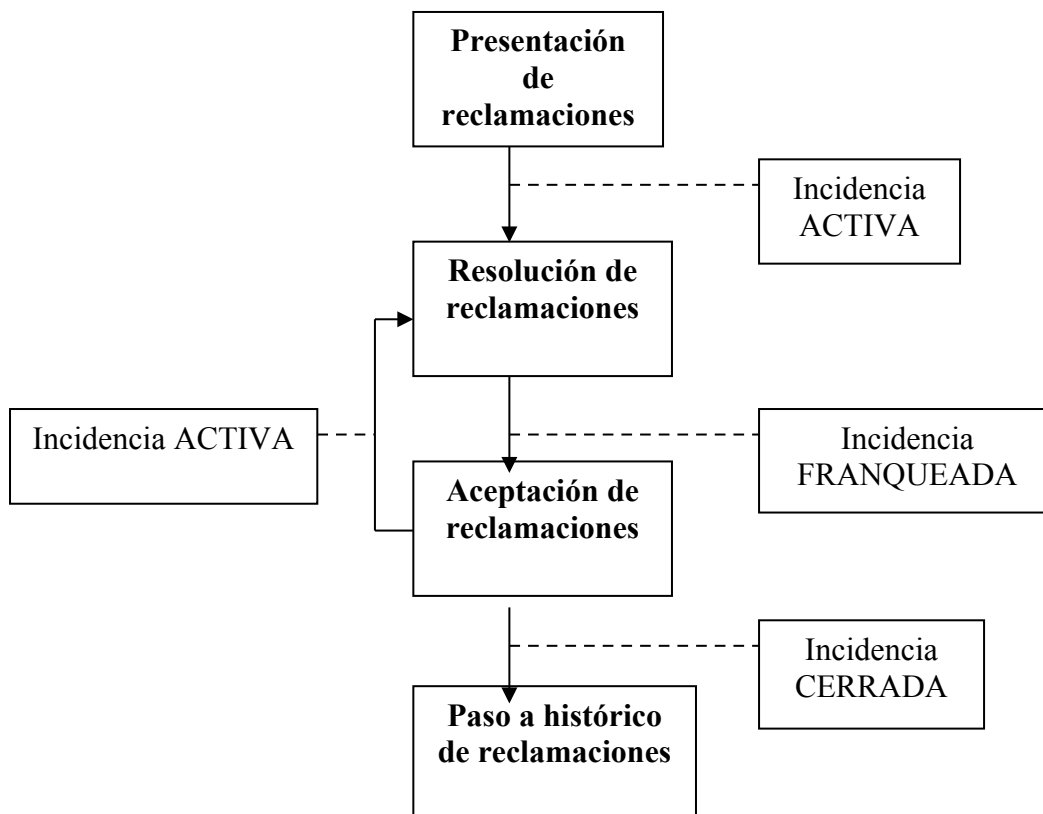 Presentación
de
reclamaciones
Incidencia
ACTIVA
Resolución de
reclamaciones
Incidencia ACTIVA
Incidencia
FRANQUEADA
Aceptación de
reclamaciones
Incidencia
CERRADA
Paso a histórico
de reclamaciones